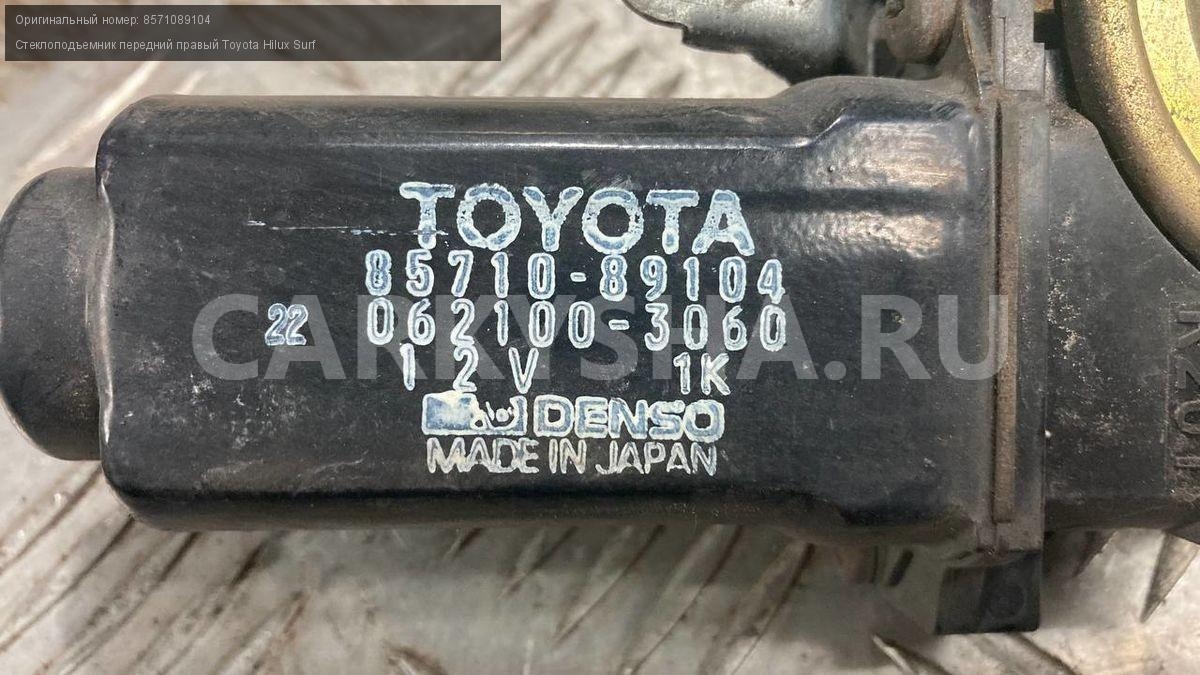 Оригинальный номер: 8571089104
Стеклоподъемник передний правый Toyota Hilux Surf
TOYOTA
85710-89104
22 062100-3060
CARKYSHA.RU
12V 1K
DENSO
MADE IN JAPAN